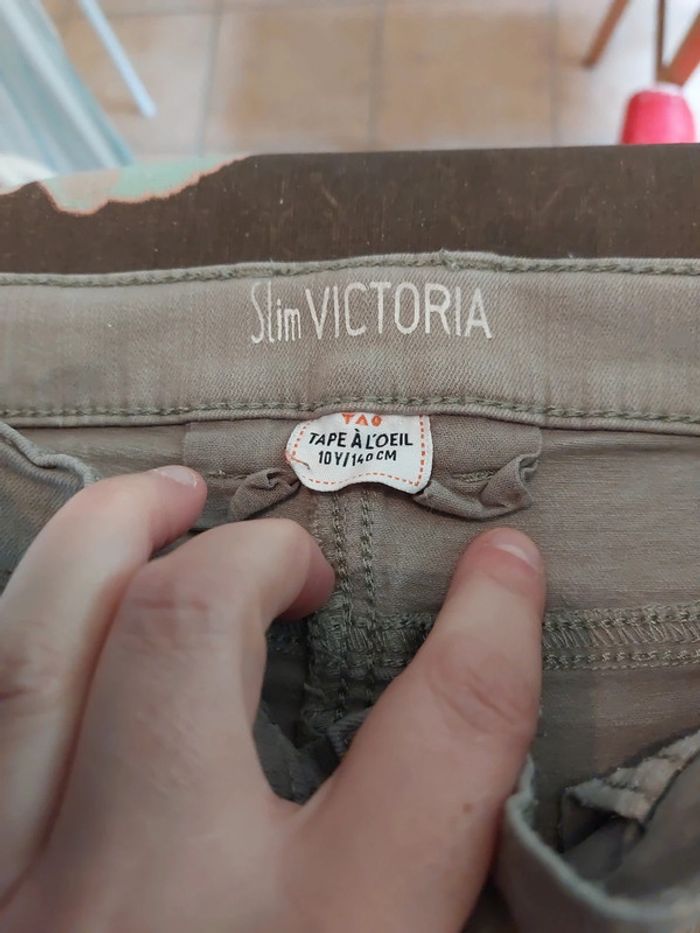 Slim VICTORIA
TAO
TAPE À L'OEIL
10Y/140CM